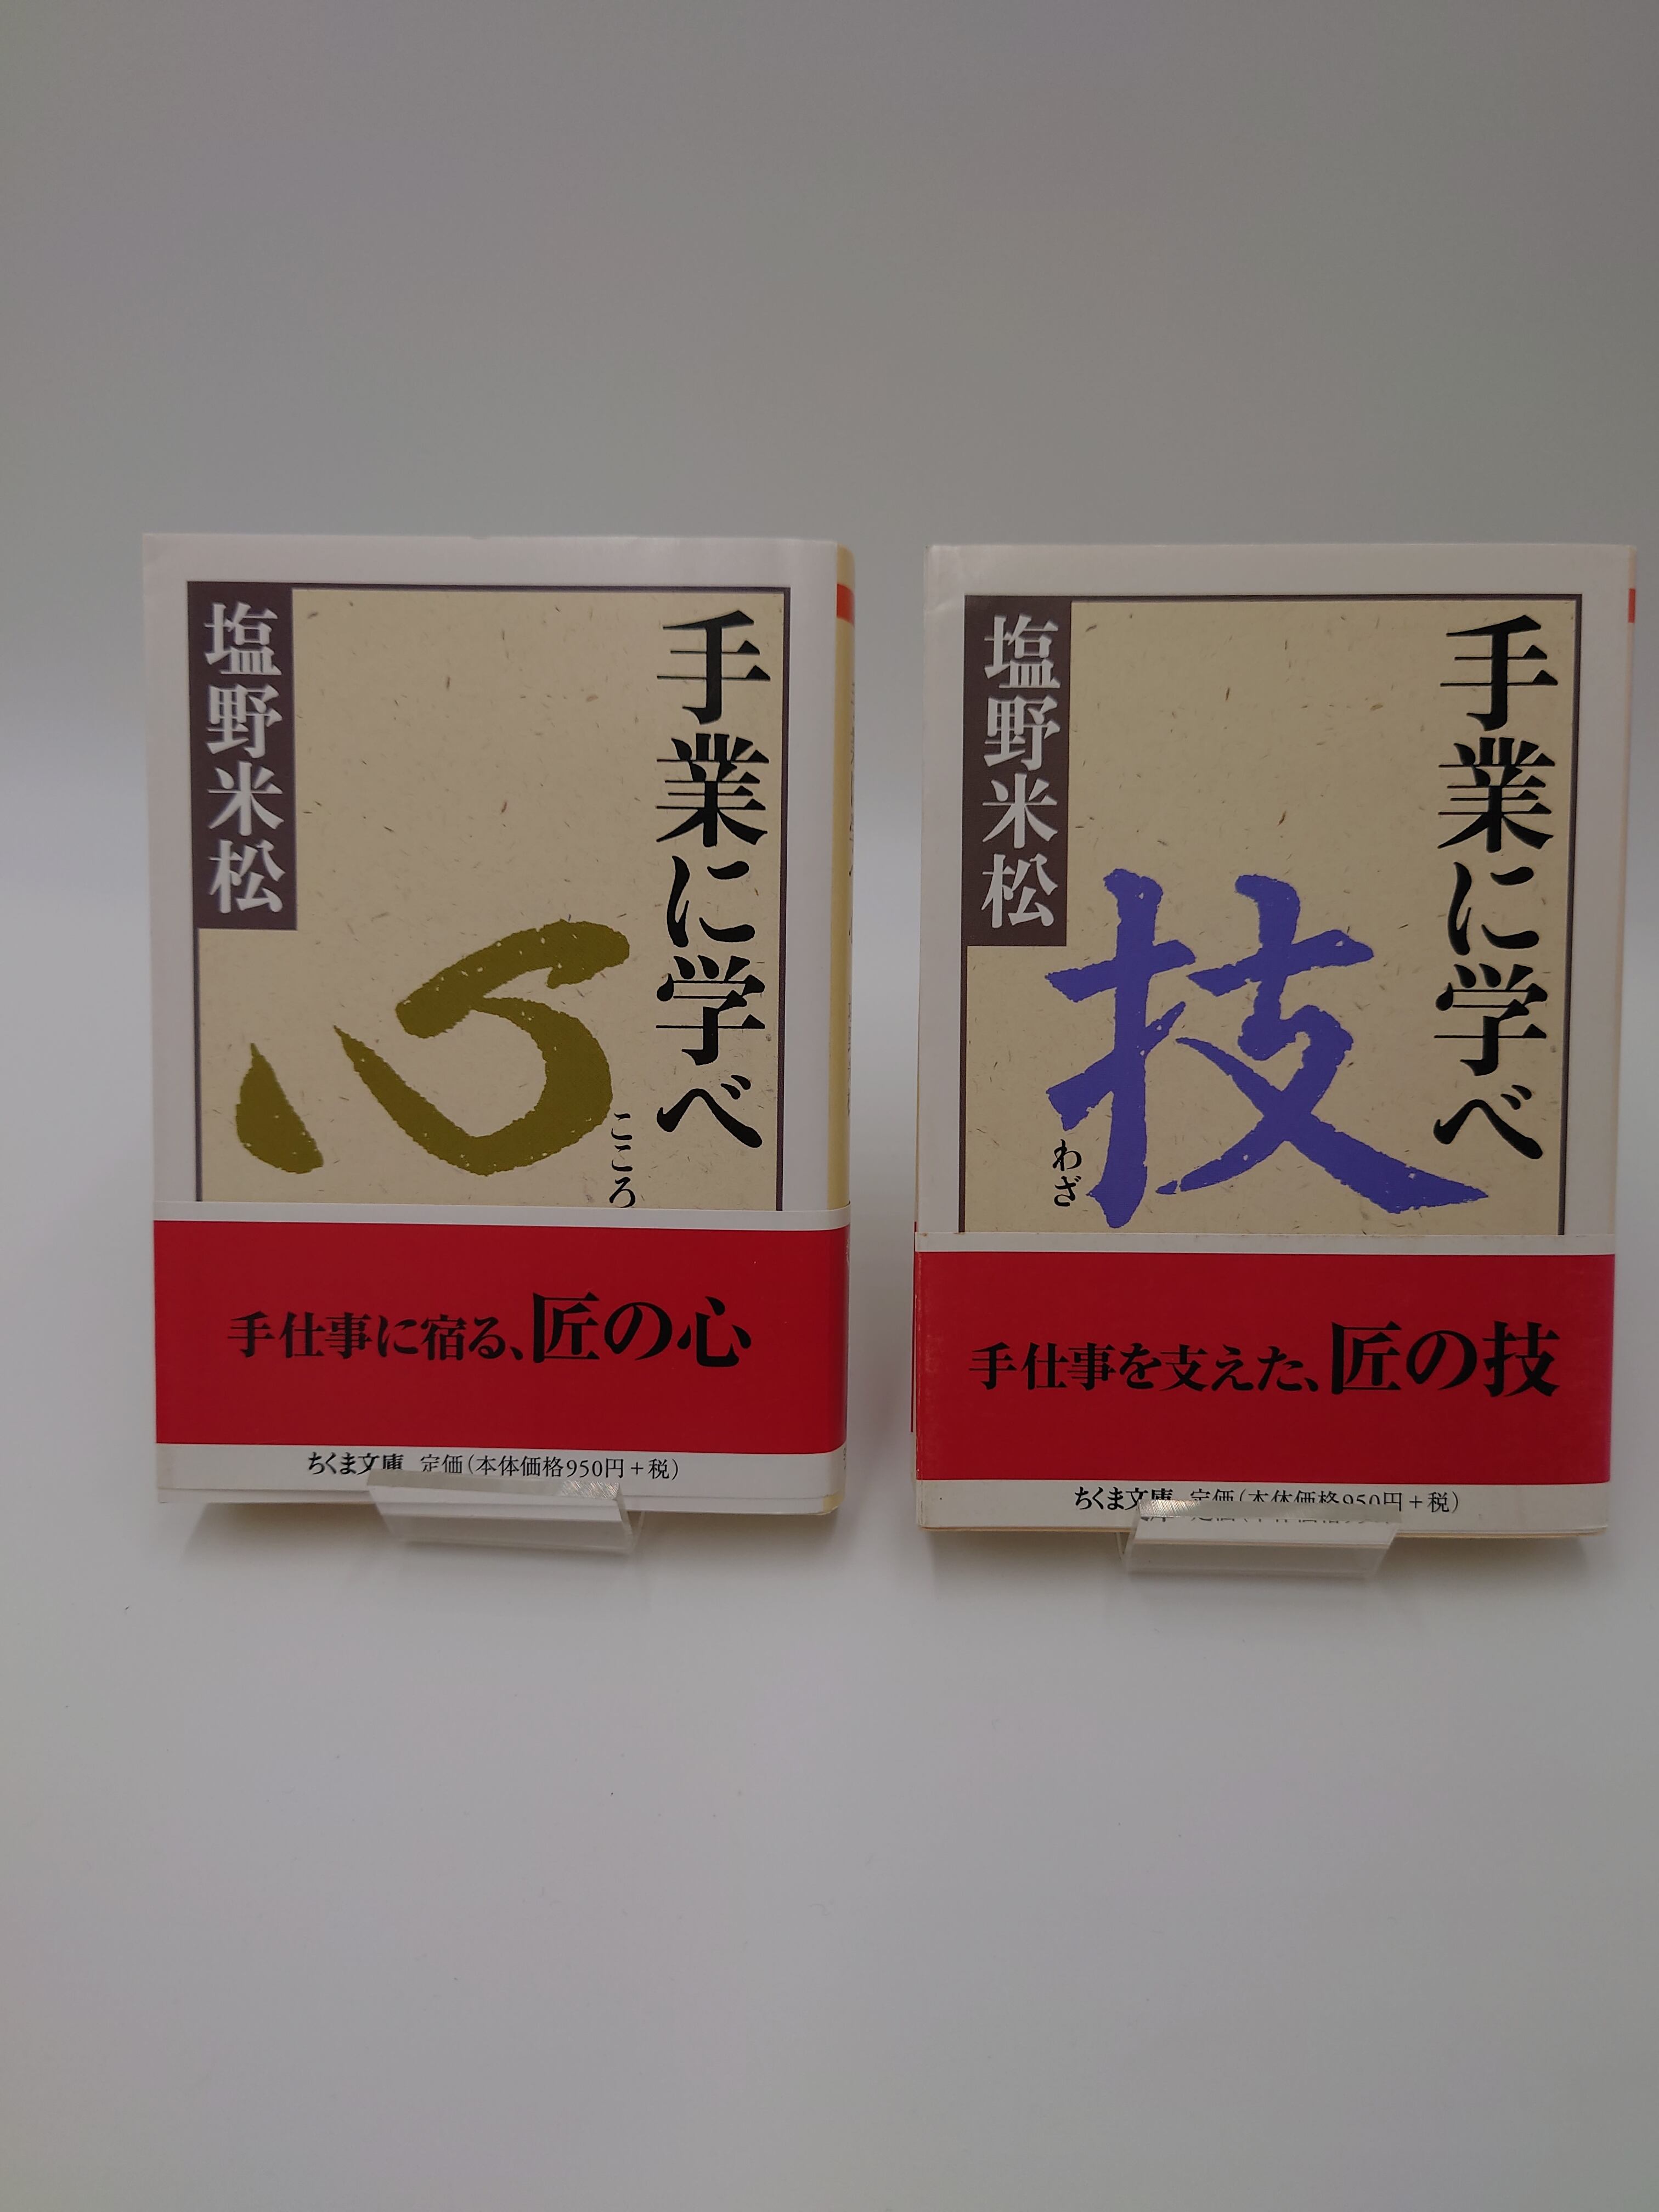 手業に学べ
心
こころ
塩野米松
手仕事に宿る、匠の心
ちくま文庫 定価(本体価格950円+税)
手業に学べ
技
わざ
塩野米松
手仕事を支えた、匠の技
ちくま文庫 定価(本体価格950円+税)